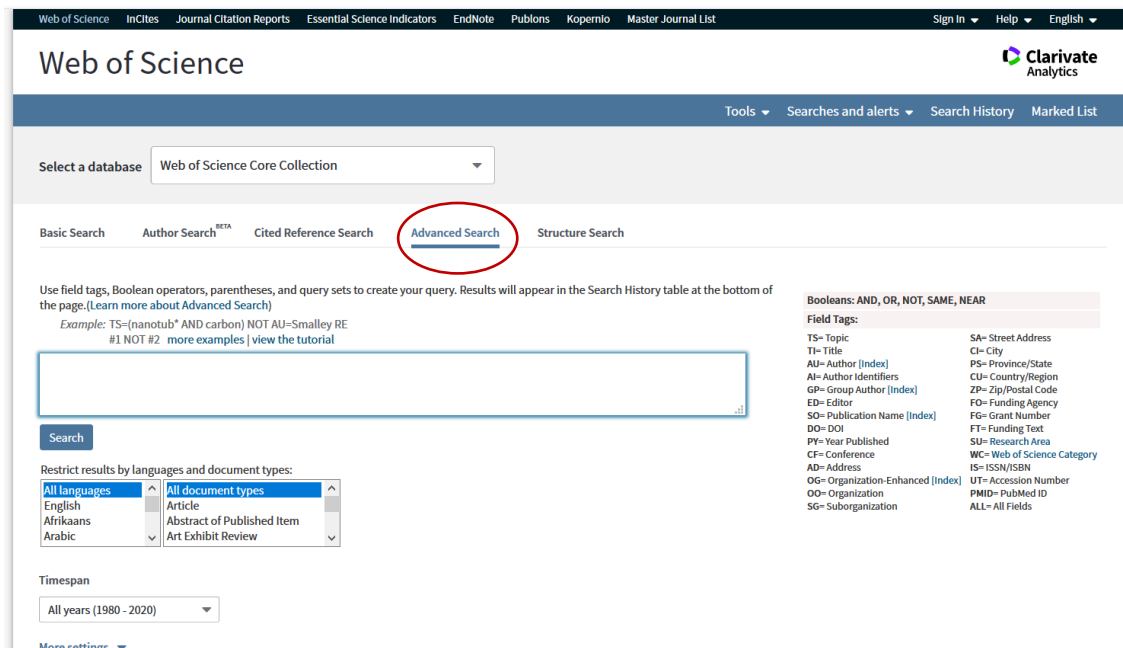 Web of Science InCites Journal Citation Reports Essential Science Indicators EndNote Publons Kopernio Master Journal List Sign In Help English
Web of Science
Clarivate
Analytics
Tools Searches and alerts Search History Marked List
Select a database Web of Science Core Collection
Basic Search Author Search BETA Cited Reference Search Advanced Search Structure Search
Use field tags, Boolean operators, parentheses, and query sets to create your query. Results will appear in the Search History table at the bottom of
the page.(Learn more about Advanced Search)
Example: TS=(nanotub* AND carbon) NOT AU=Smalley RE
#1 NOT #2 more examples | view the tutorial
Search
Restrict results by languages and document types:
All languages
English
Afrikaans
Arabic
All document types
Article
Abstract of Published Item
Art Exhibit Review
Timespan
All years (1980 - 2020)
More settings
Booleans: AND, OR, NOT, SAME, NEAR
Field Tags:
TS= Topic
TI= Title
AU= Author [Index]
AI= Author Identifiers
GP= Group Author [Index]
ED= Editor
SO= Publication Name [Index]
DO= DOI
PY= Year Published
CF= Conference
AD= Address
OG= Organization-Enhanced [Index]
OO= Organization
SG= Suborganization
SA= Street Address
CI= City
PS= Province/State
CU= Country/Region
ZP= Zip/Postal Code
FO= Funding Agency
FG= Grant Number
FT= Funding Text
SU= Research Area
WC= Web of Science Category
IS= ISSN/ISBN
UT= Accession Number
PMID= PubMed ID
ALL= All Fields